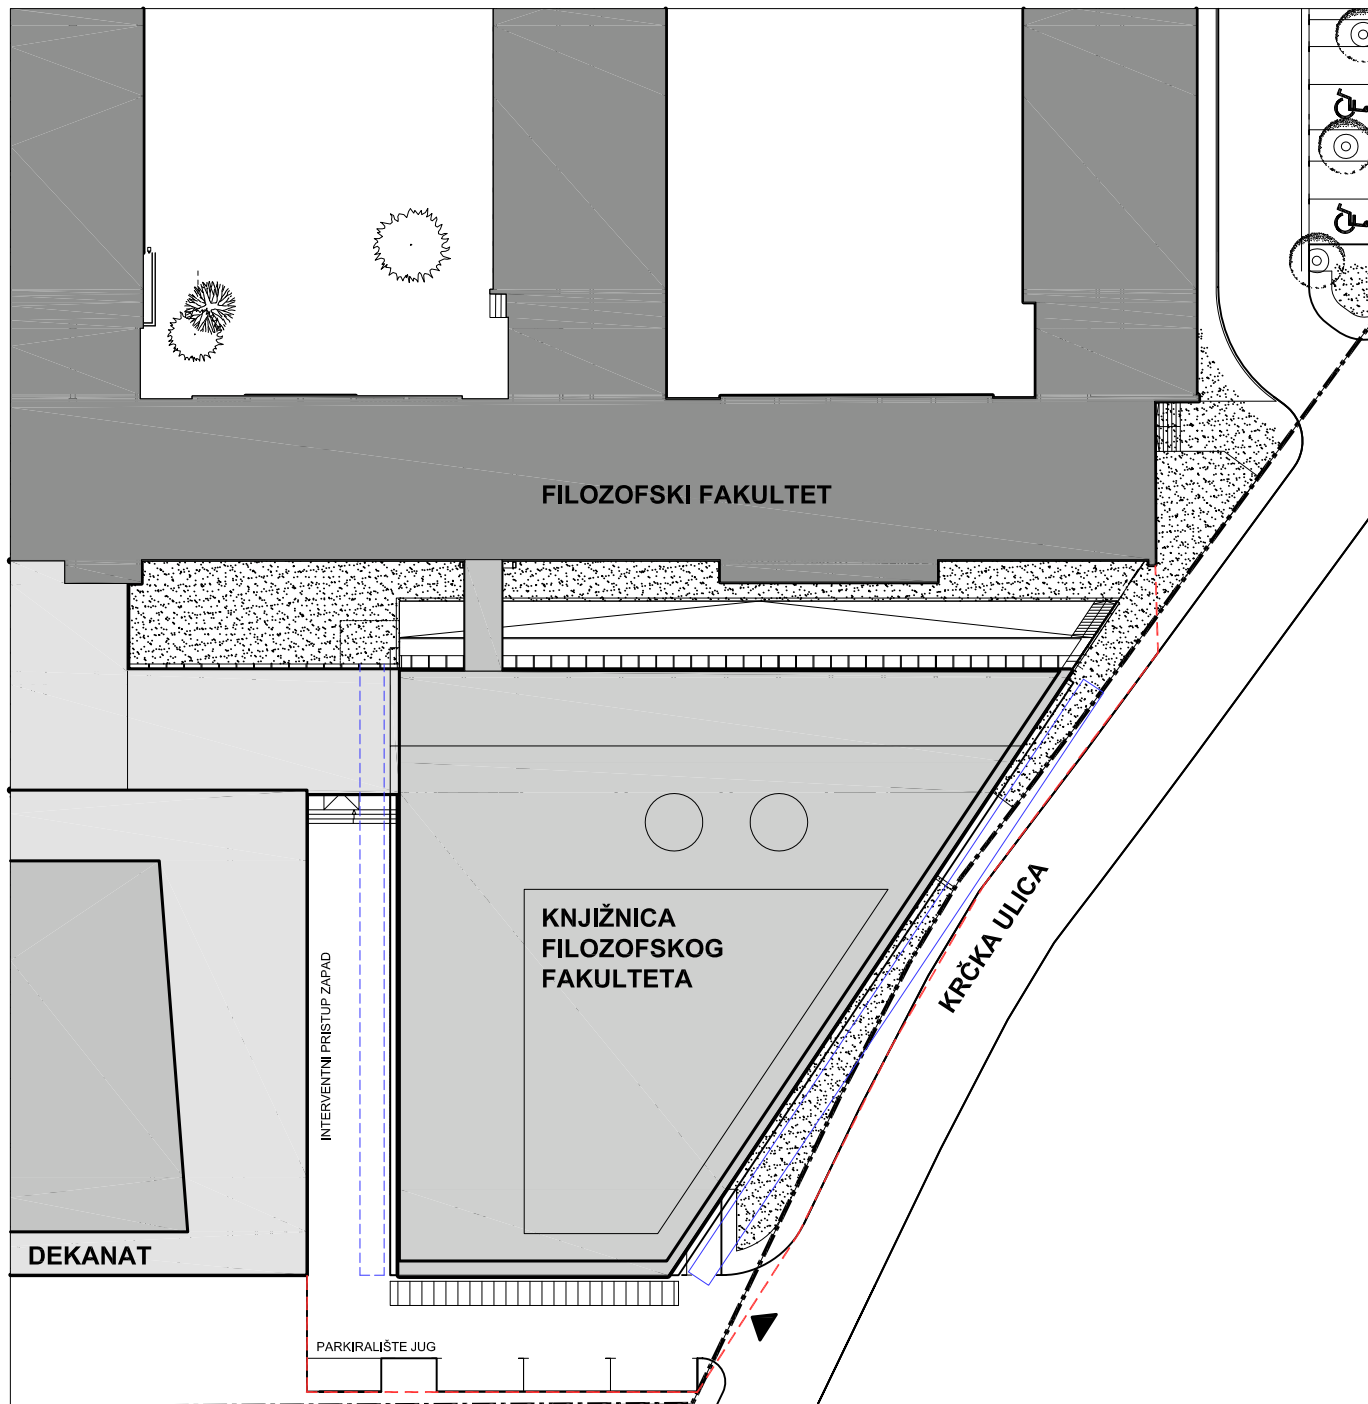 FILOZOFSKI FAKULTET
KNJIŽNICA
FILOZOFSKOG
FAKULTETA
KRČKA ULICA
INTERVENTNI PRISTUP ZAPAD
DEKANAT
PARKIRALIŠTE JUG